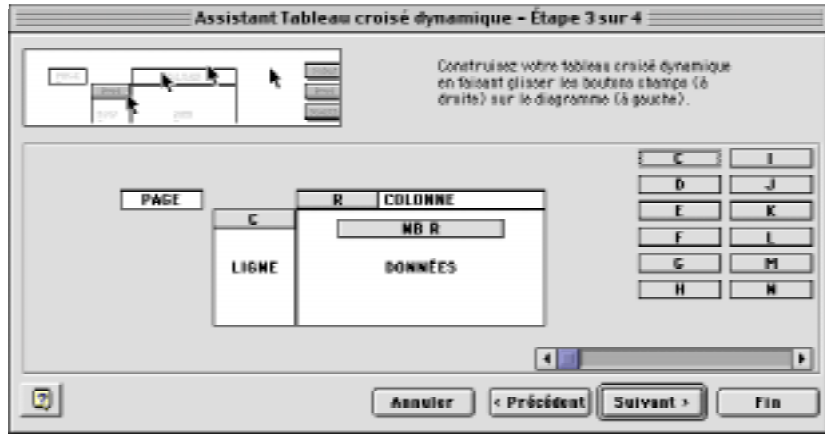 Assistant Tableau croisé dynamique – Étape 3 sur 4
Construisez votre tableau croisé dynamique
en faisant glisser les boutons champs (à
droite) sur le diagramme (à gauche).
PAGE
R COLONNE
C
NB R
LIGNE
DONNÉES
C I
D J
E K
F L
G M
H N
Annuler
< Précédent
Suivant >
Fin